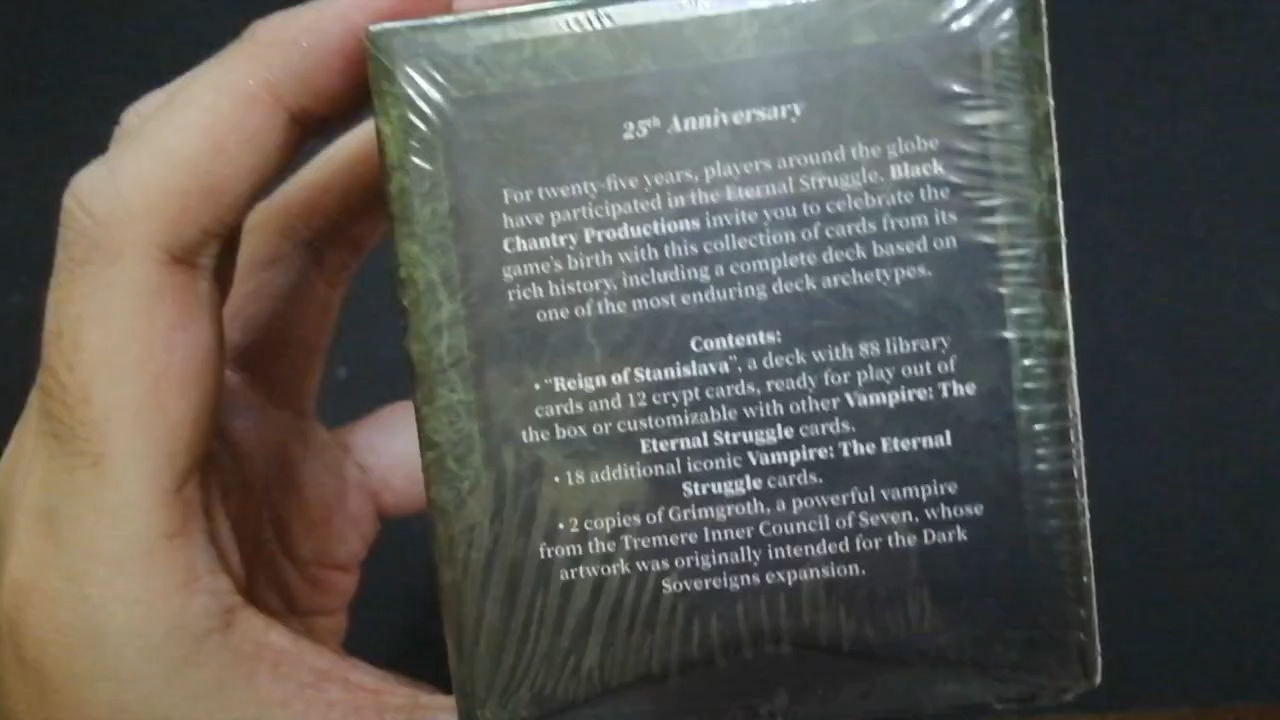 25th Anniversary
For twenty-five years, players around the globe
have participated in the Eternal Struggle. Black
Chantry Productions invite you to celebrate the
game's birth with this collection of cards from its
rich history, including a complete deck based on
one of the most enduring deck archetypes.
Contents:
• "Reign of Stanislava", a deck with 88 library
cards and 12 crypt cards, ready for play out of
the box or customizable with other Vampire: The
Eternal Struggle cards.
• 18 additional iconic Vampire: The Eternal
Struggle cards.
• 2 copies of Grimgroth, a powerful vampire
from the Tremere Inner Council of Seven, whose
artwork was originally intended for the Dark
Sovereigns expansion.